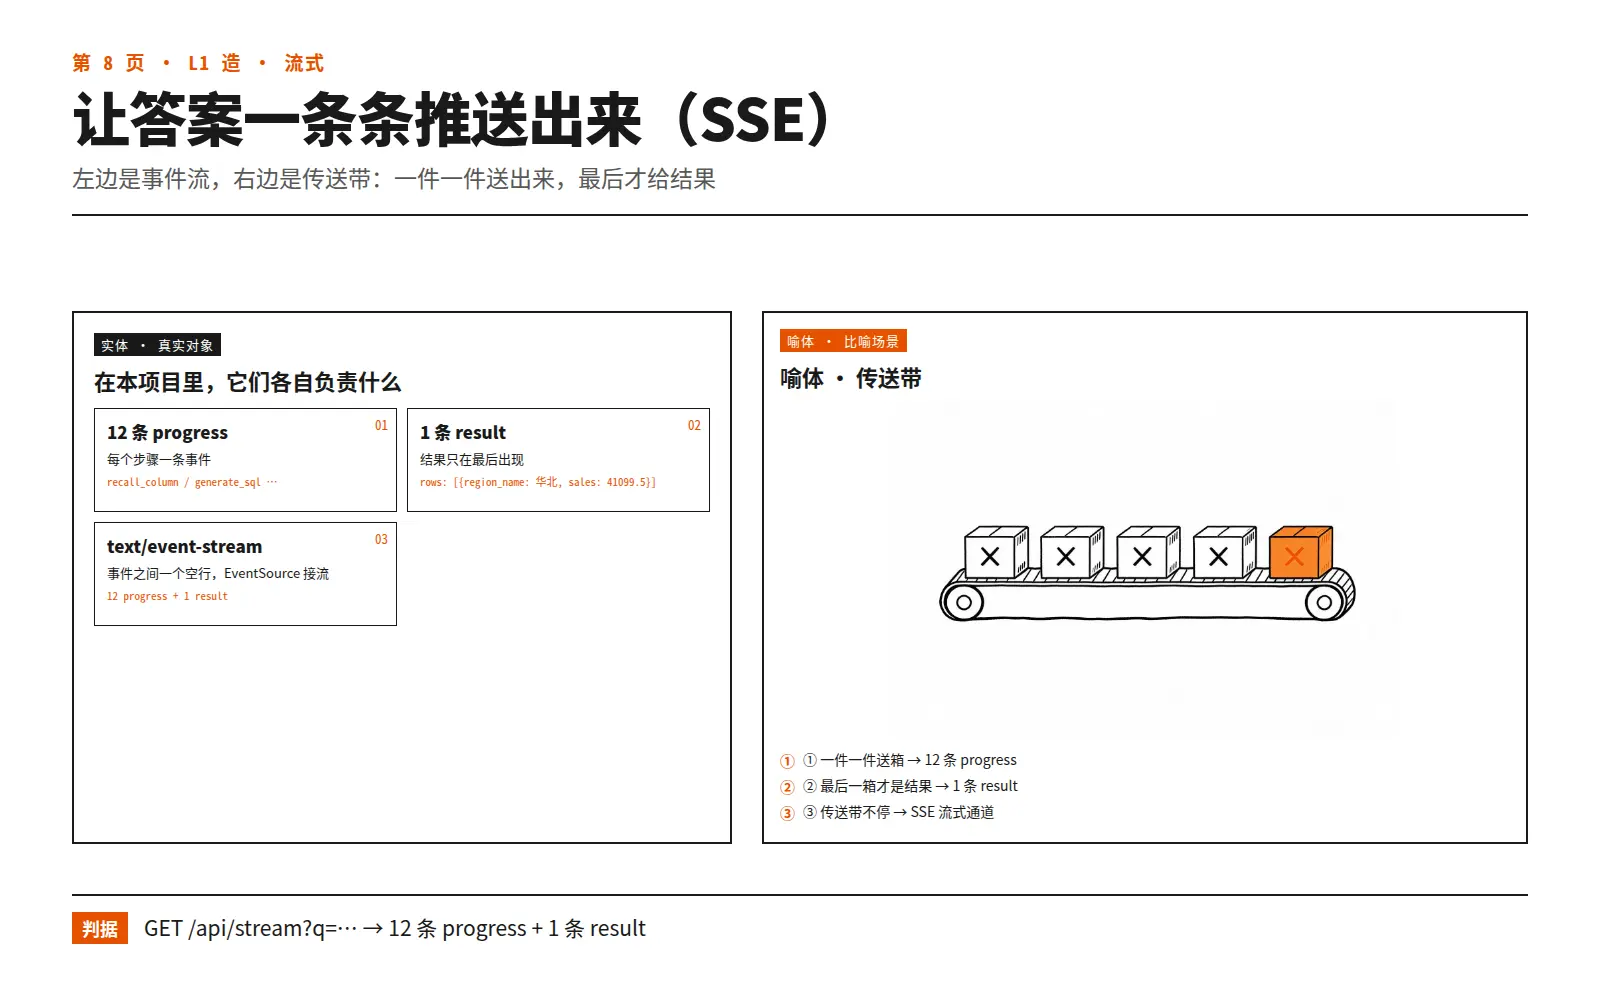 第 8 页 · L1 造 · 流式
让答案一条条推送出来（SSE）
左边是事件流，右边是传送带：一件一件送出来，最后才给结果
实体 · 真实对象
在本项目里，它们各自负责什么
12 条 progress
01
每个步骤一条事件
recall_column / generate_sql ⋯
1 条 result
02
结果只在最后出现
rows: [{region_name: 华北, sales: 41099.5}]
text/event-stream
03
事件之间一个空行，EventSource 接流
12 progress + 1 result
喻体 · 比喻场景
喻体 · 传送带
① ① 一件一件送箱 → 12 条 progress
② ② 最后一箱才是结果 → 1 条 result
③ ③ 传送带不停 → SSE 流式通道
判据 GET /api/stream?q=⋯ → 12 条 progress + 1 条 result